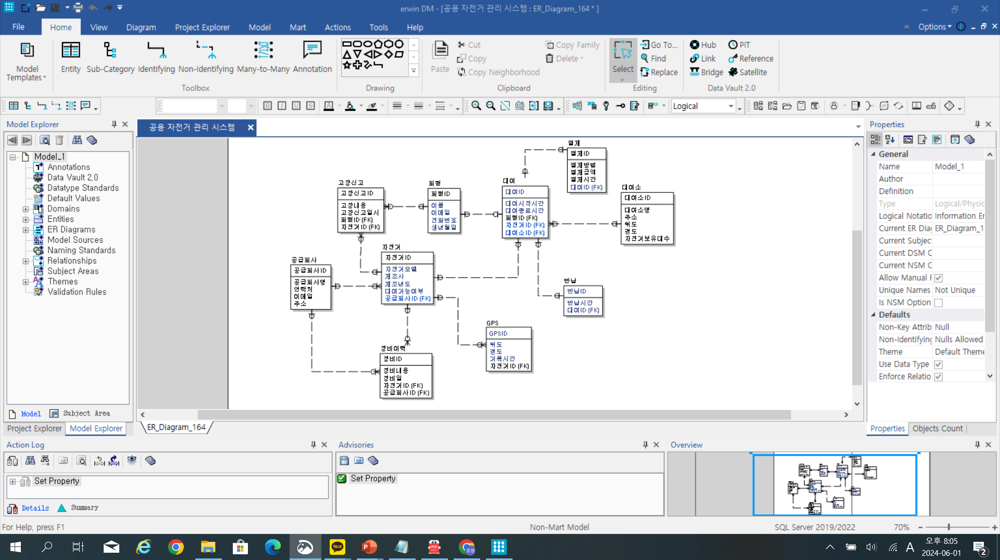 erwin DM - [공용 자전거 관리 시스템 : ER_Diagram_164 * ]
File
Home
View
Diagram
Project Explorer
Model
Mart
Actions
Tools
Help
Options
Model Templates
Entity
Sub-Category
Identifying
Non-Identifying
Many-to-Many
Annotation
Toolbox
Drawing
Paste
Cut
Copy
Copy Neighborhood
Copy Family
Delete
Clipboard
Select
Go To...
Find
Replace
Editing
Hub
Link
Bridge
PIT
Reference
Satellite
Data Vault 2.0
Logical
Model Explorer
Model_1
Annotations
Data Vault 2,0
Datatype Standards
Default Values
Domains
Entities
ER Diagrams
Model Sources
Naming Standards
Relationships
Subject Areas
Themes
Validation Rules
Model
Subject Area
Project Explorer
Model Explorer
공용 자전거 관리 시스템
결제
결제ID
결제방법
결제금액
결제시간
대여ID (FK)
고장신고
고장신고ID
고장내용
고장신고일시
회원ID (FK)
자전거ID (FK)
회원
회원ID
이름
이메일
전화번호
생년월일
대여
대여ID
대여시작시간
대여종료시간
회원ID (FK)
자전거ID (FK)
대여소ID (FK)
대여소
대여소ID
대여소명
주소
위도
경도
자전거보유대수
공급회사
공급회사ID
공급회사명
연락처
이메일
주소
자전거
자전거ID
자전거모델
제조사
제조년도
대여가능여부
공급회사ID (FK)
반납
반납ID
반납시간
대여ID (FK)
GPS
GPSID
위도
경도
기록시간
자전거ID (FK)
정비이력
정비ID
정비내용
정비일
자전거ID (FK)
공급회사ID (FK)
ER_Diagram_164
Properties
General
Name Model_1
Author
Definition
Type Logical/Physic
Logical Notatio Information Er
Current ER Dia ER_Diagram_1
Current Subjec
Current DSM C
Current NSM C
Allow Manual F
Unique Names Not Unique
Is NSM Option
Defaults
Non-Key Attrib Null
Non-Identifying Nulls Allowed
Theme Default Theme
Use Data Type
Enforce Relatio
Properties
Objects Count
Action Log
Set Property
Details
Summary
Advisories
Set Property
Overview
For Help, press F1
Non-Mart Model
SQL Server 2019/2022
70%
TALK
PDF
호영
A
오후 8:05
2024-06-01
2